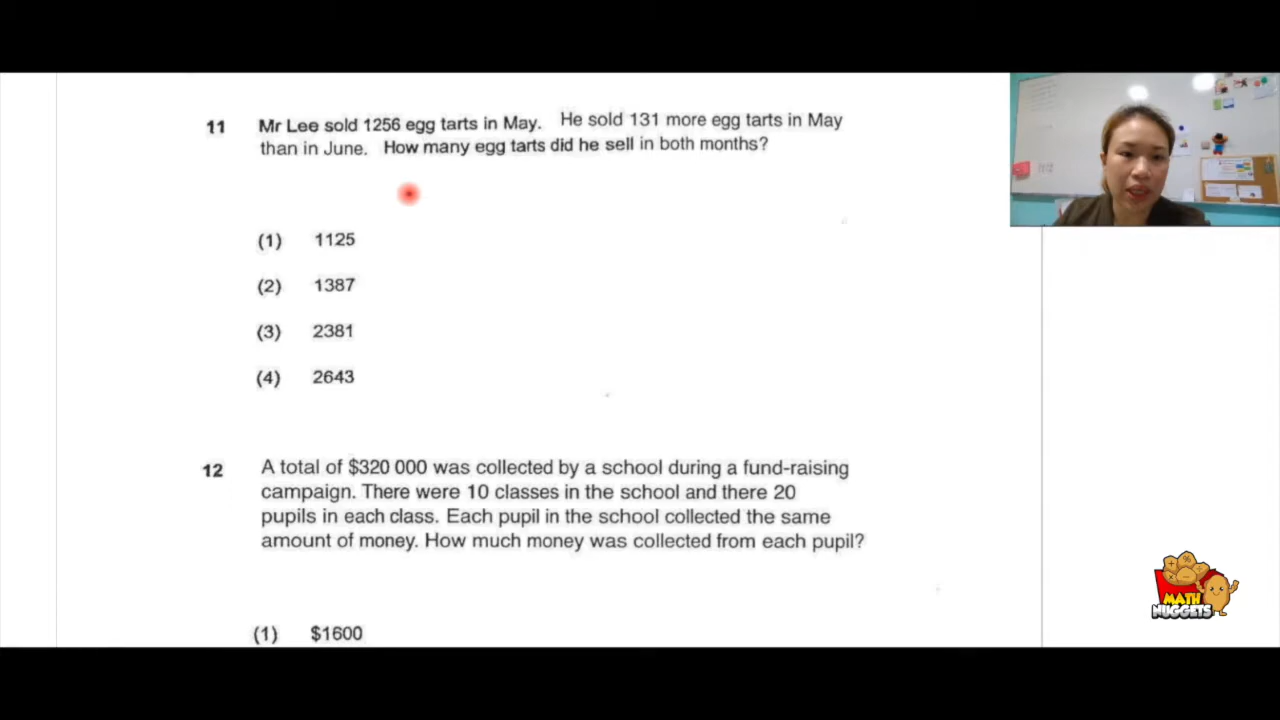 11 Mr Lee sold 1256 egg tarts in May. He sold 131 more egg tarts in May
than in June. How many egg tarts did he sell in both months?
(1) 1125
(2) 1387
(3) 2381
(4) 2643
12 A total of $320 000 was collected by a school during a fund-raising
campaign. There were 10 classes in the school and there 20
pupils in each class. Each pupil in the school collected the same
amount of money. How much money was collected from each pupil?
(1) $1600
MATH
NUGGETS